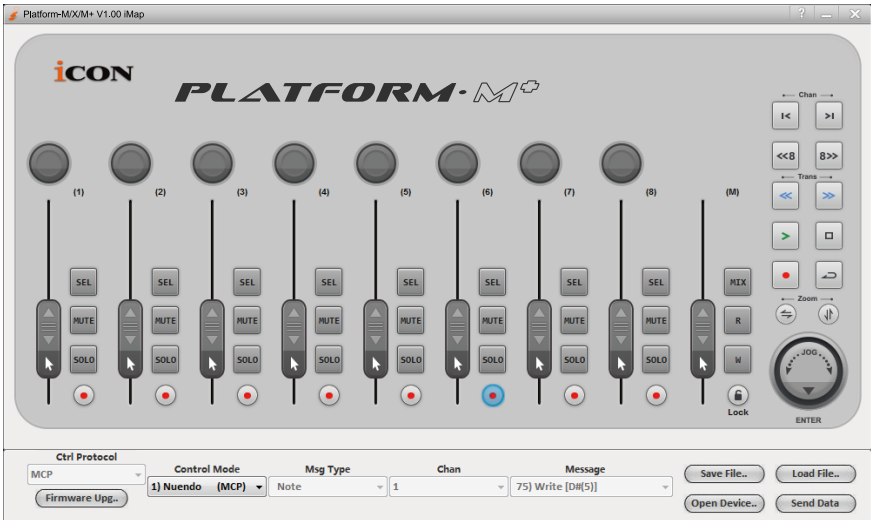 Platform-M/X/M+ V1.00 iMap
? — X
iCON
PLATFORM·M+
Chan
I< >I
<<8 8>>
Trans
<< >>
(1) (2) (3) (4) (5) (6) (7) (8) (M)
>
SEL SEL SEL SEL SEL SEL SEL SEL MIX
Zoom
MUTE MUTE MUTE MUTE MUTE MUTE MUTE MUTE R
SOLO SOLO SOLO SOLO SOLO SOLO SOLO SOLO W
JOG
Lock
ENTER
Ctrl Protocol
MCP
Firmware Upg..
Control Mode
1) Nuendo (MCP)
Msg Type
Note
Chan
1
Message
75) Write [D#(5)]
Save File..
Load File..
Open Device..
Send Data